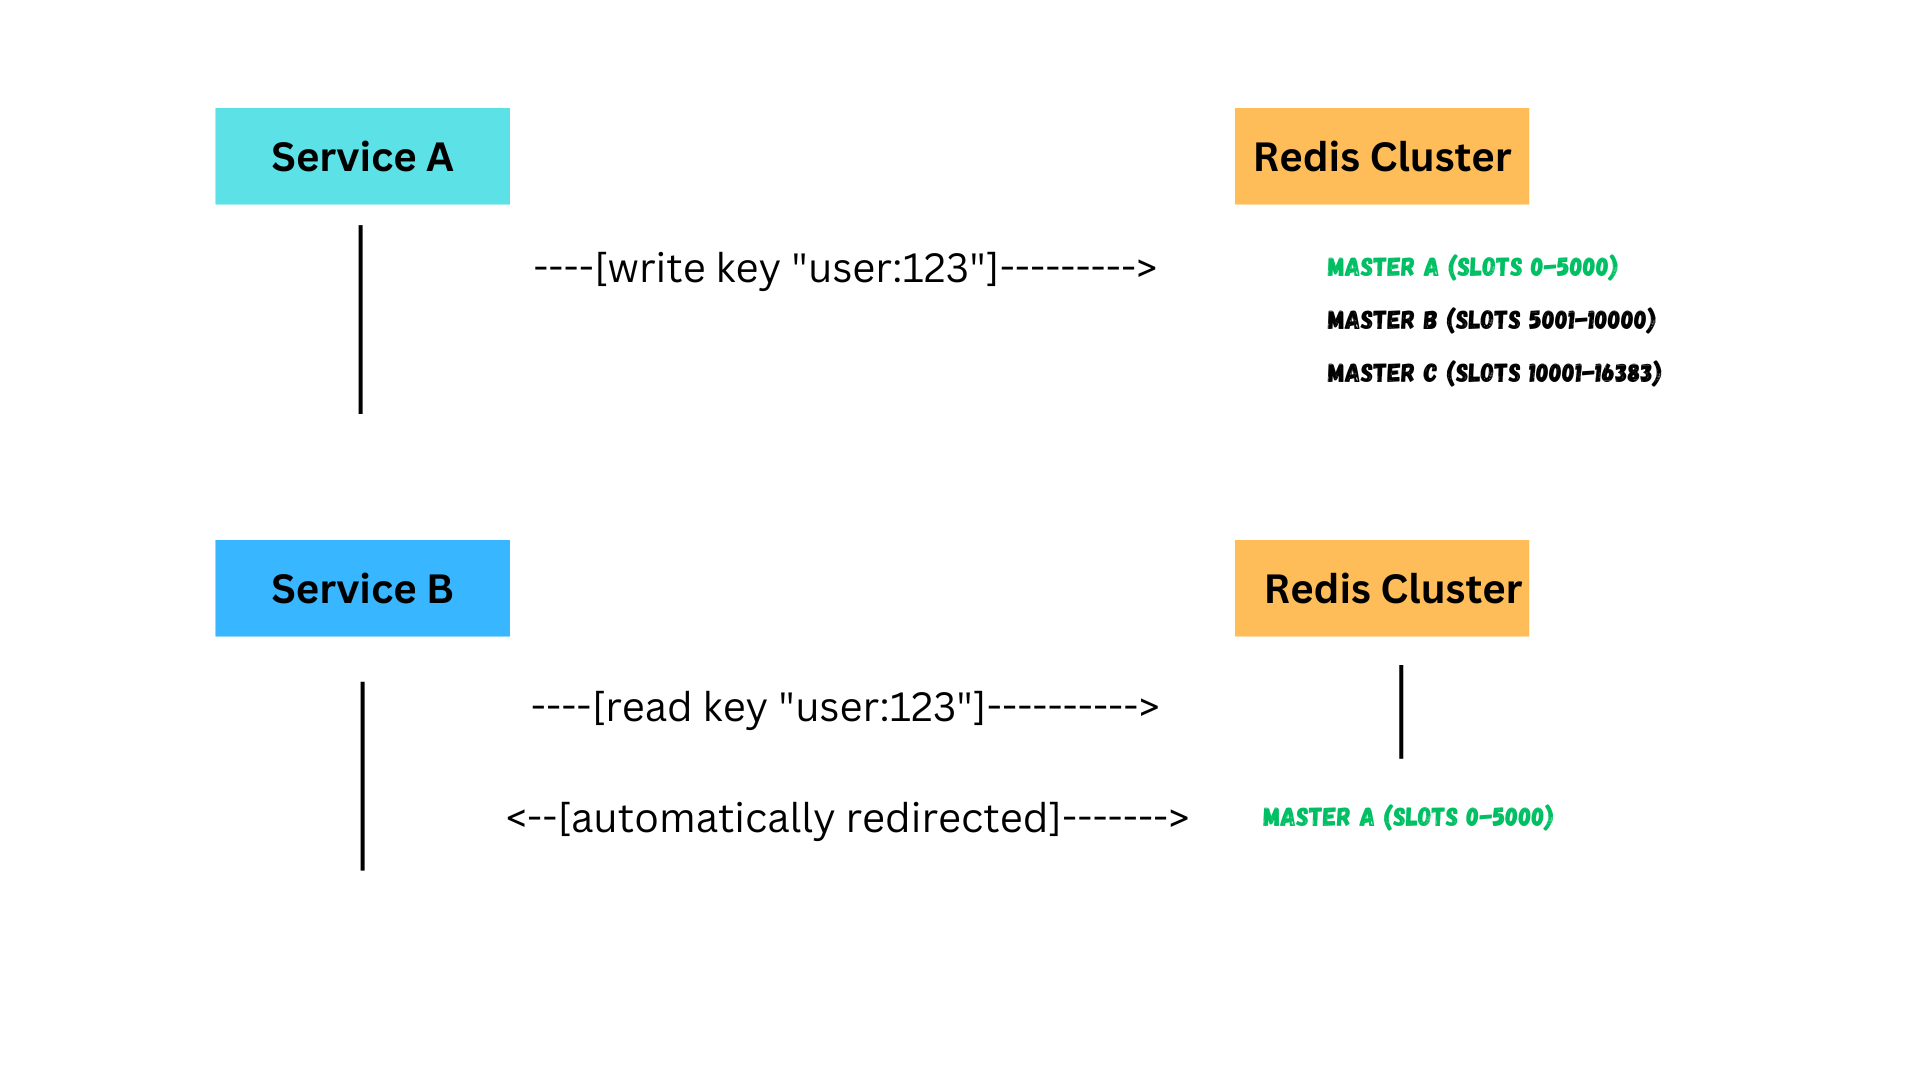 Service A
Redis Cluster
----[write key "user:123"]--------->
MASTER A (SLOTS 0-5000)
MASTER B (SLOTS 5001-10000)
MASTER C (SLOTS 10001-16383)
Service B
Redis Cluster
----[read key "user:123"]---------->
<--[automatically redirected]------->
MASTER A (SLOTS 0-5000)